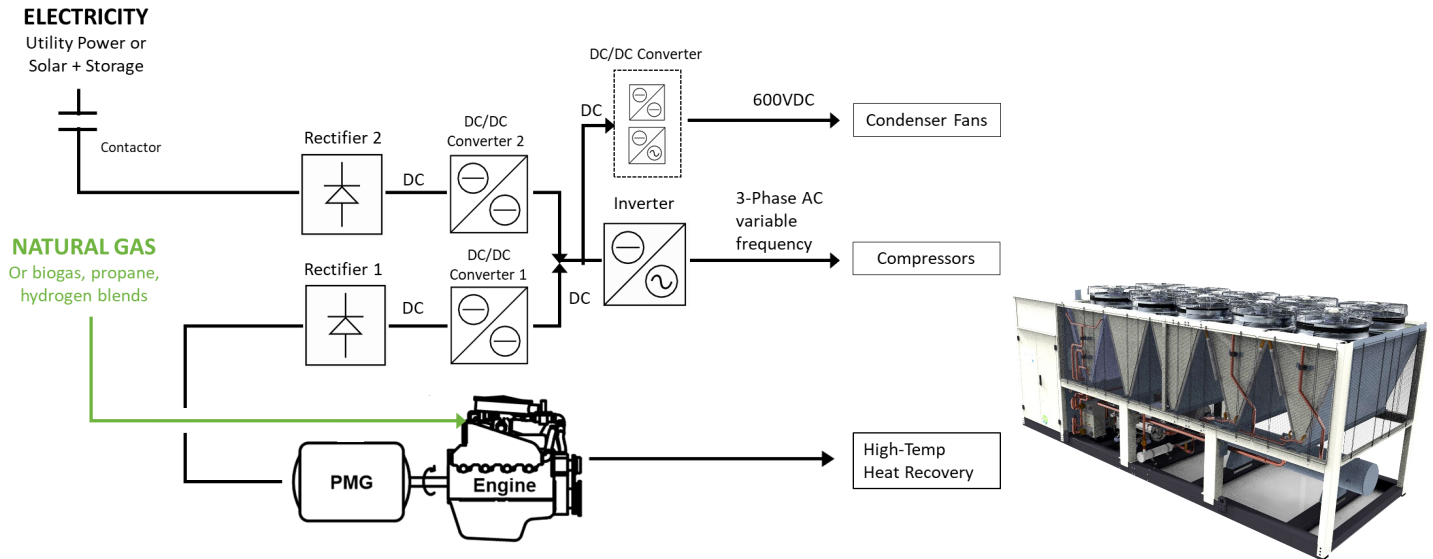 ELECTRICITY
Utility Power or
Solar + Storage
Contactor
Rectifier 2
DC
DC/DC
Converter 2
DC/DC Converter
DC
600VDC
Condenser Fans
Inverter
3-Phase AC
variable
frequency
Compressors
NATURAL GAS
Or biogas, propane,
hydrogen blends
Rectifier 1
DC
DC/DC
Converter 1
DC
PMG
Engine
High-Temp
Heat Recovery